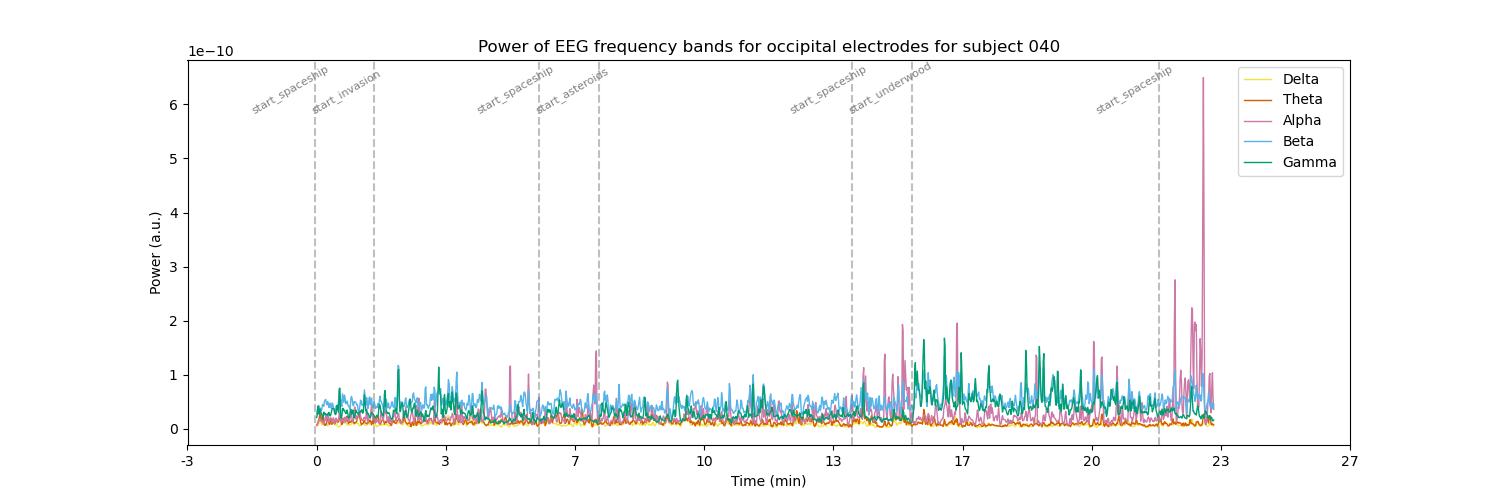 Power of EEG frequency bands for occipital electrodes for subject 040
1e−10
start_spaceship
start_invasion
start_spaceship
start_asteroids
start_spaceship
start_underwood
start_spaceship
Delta
Theta
Alpha
Beta
Gamma
6
5
4
3
2
1
0
Power (a.u.)
-3
0
3
7
10
13
17
20
23
27
Time (min)